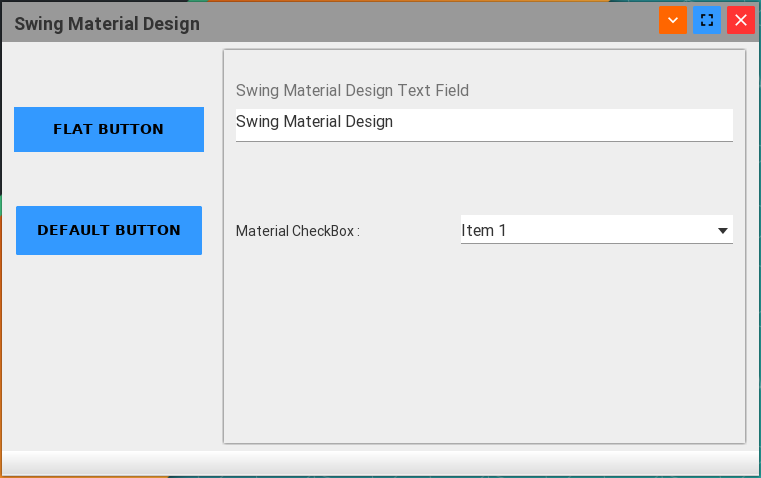 Swing Material Design
FLAT BUTTON
DEFAULT BUTTON
Swing Material Design Text Field
Swing Material Design
Material CheckBox :
Item 1